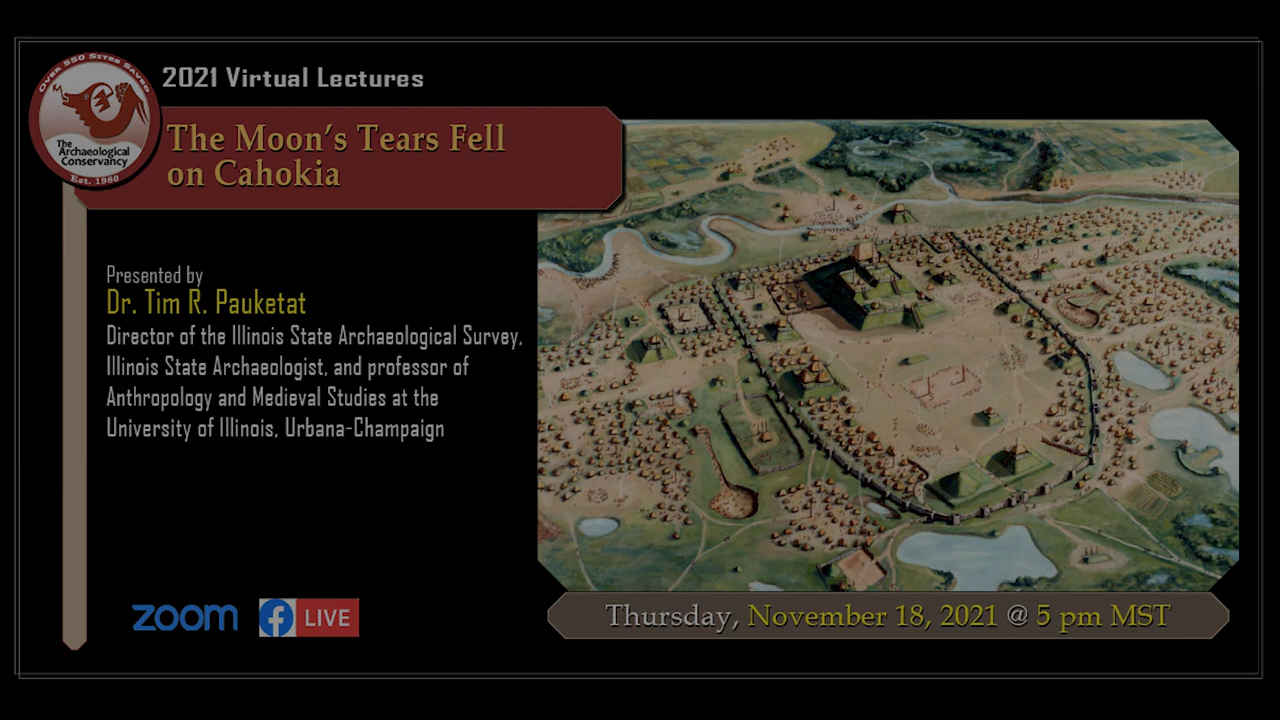 OVER 550 SITES SAVED
The
Archaeological
Conservancy
Est. 1980
2021 Virtual Lectures
The Moon’s Tears Fell
on Cahokia
Presented by
Dr. Tim R. Pauketat
Director of the Illinois State Archaeological Survey,
Illinois State Archaeologist, and professor of
Anthropology and Medieval Studies at the
University of Illinois, Urbana-Champaign
zoom
LIVE
Thursday, November 18, 2021 @ 5 pm MST